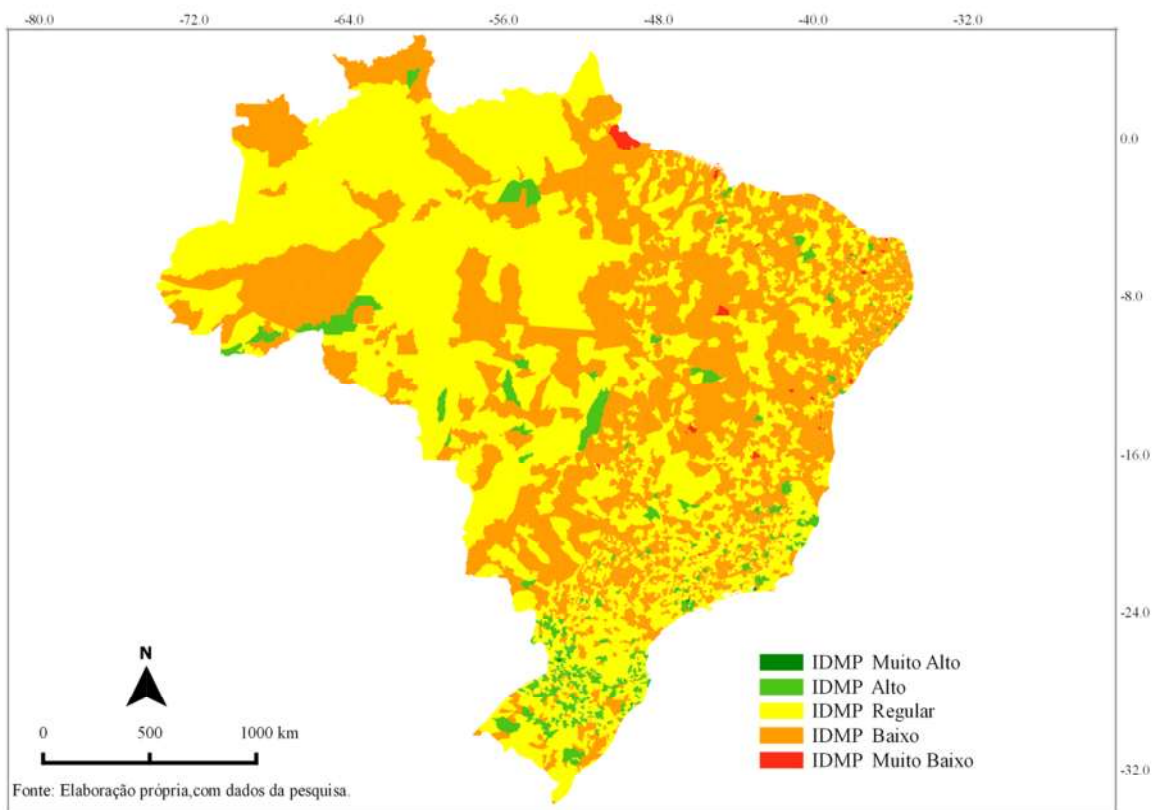 -80.0 -72.0 -64.0 -56.0 -48.0 -40.0 -32.0
0.0
-8.0
-16.0
-24.0
N
IDMP Muito Alto
IDMP Alto
IDMP Regular
IDMP Baixo
IDMP Muito Baixo
0 500 1000 km
-32.0
Fonte: Elaboração própria,com dados da pesquisa.